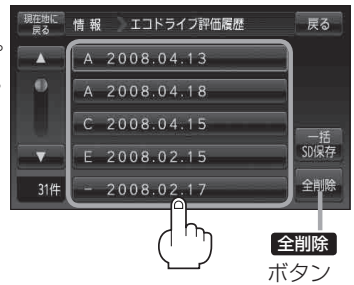 現在地に
戻る
情報 エコドライブ評価履歴
戻る
A 2008.04.13
A 2008.04.18
C 2008.04.15
E 2008.02.15
- 2008.02.17
31件
一括
SD保存
全削除
全削除
ボタン